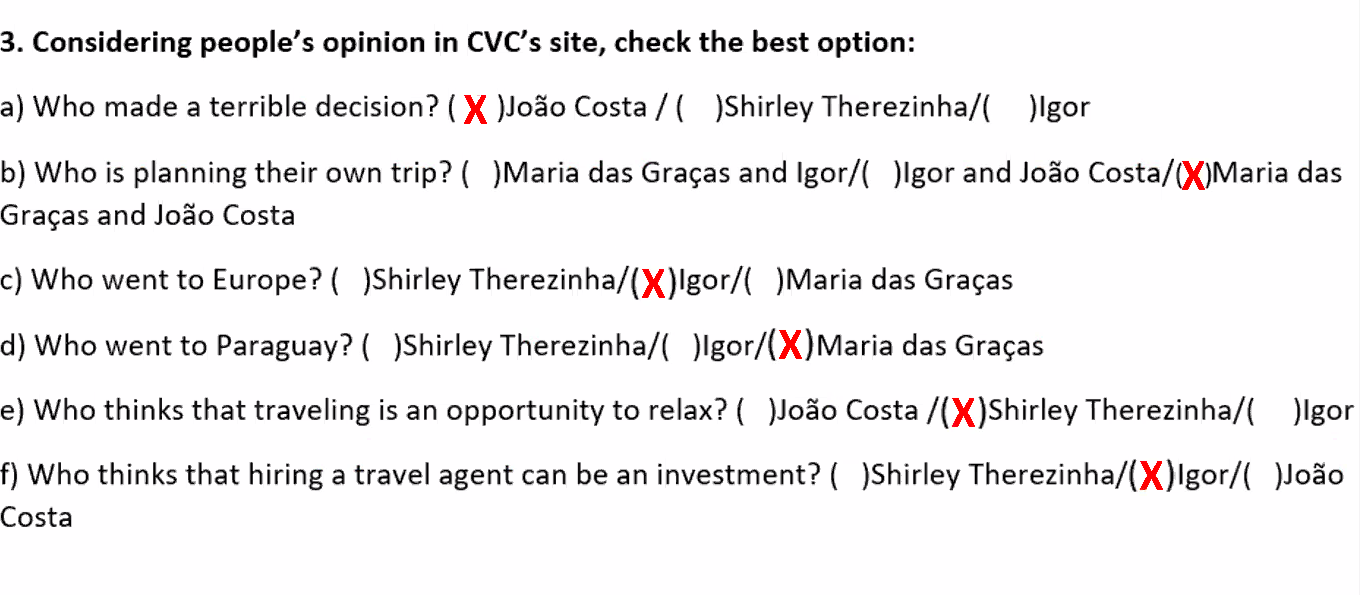 3. Considering people’s opinion in CVC’s site, check the best option:
a) Who made a terrible decision? ( X )João Costa / ( )Shirley Therezinha/( )Igor
b) Who is planning their own trip? ( )Maria das Graças and Igor/( )Igor and João Costa/(X)Maria das
Graças and João Costa
c) Who went to Europe? ( )Shirley Therezinha/(X)Igor/( )Maria das Graças
d) Who went to Paraguay? ( )Shirley Therezinha/( )Igor/(X)Maria das Graças
e) Who thinks that traveling is an opportunity to relax? ( )João Costa /(X)Shirley Therezinha/( )Igor
f) Who thinks that hiring a travel agent can be an investment? ( )Shirley Therezinha/(X)Igor/( )João
Costa